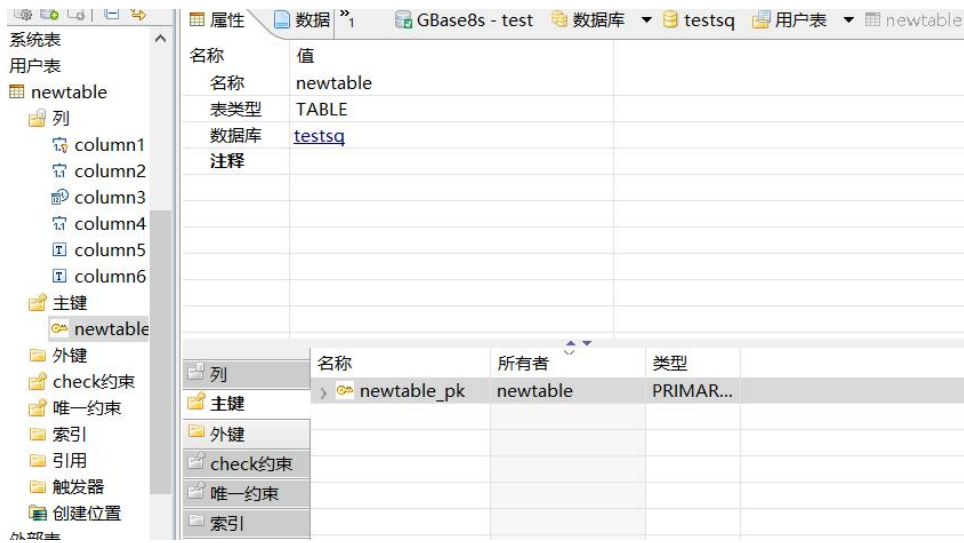 系统表
用户表
newtable
列
column1
column2
column3
column4
column5
column6
主键
newtable
外键
check约束
唯一约束
索引
引用
触发器
创建位置
外部表
属性 数据 »1 GBase8s - test 数据库 testsq 用户表 newtable
名称 值
名称 newtable
表类型 TABLE
数据库 testsq
注释
列
主键
外键
check约束
唯一约束
索引
名称 所有者 类型
newtable_pk newtable PRIMAR...